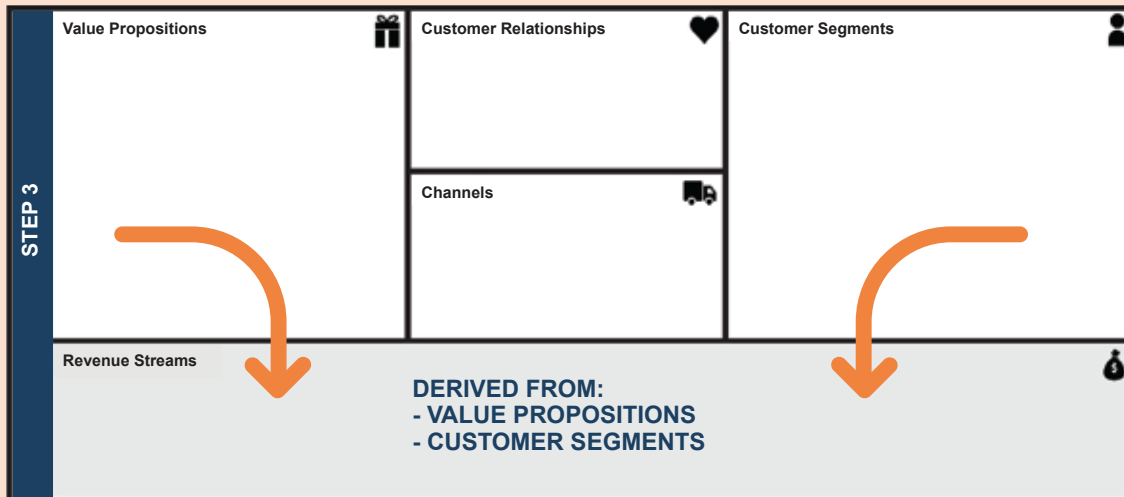 STEP 3
Value Propositions
Customer Relationships
Customer Segments
Channels
Revenue Streams
DERIVED FROM:
- VALUE PROPOSITIONS
- CUSTOMER SEGMENTS
$